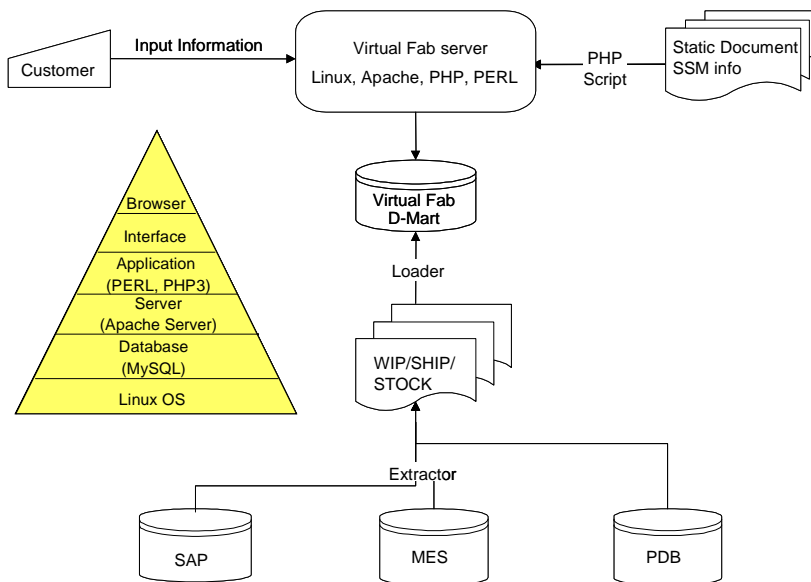 Customer
Input Information
Virtual Fab server
Linux, Apache, PHP, PERL
PHP
Script
Static Document
SSM info
Virtual Fab
D-Mart
Loader
WIP/SHIP/
STOCK
Extractor
SAP
MES
PDB
Browser
Interface
Application
(PERL, PHP3)
Server
(Apache Server)
Database
(MySQL)
Linux OS